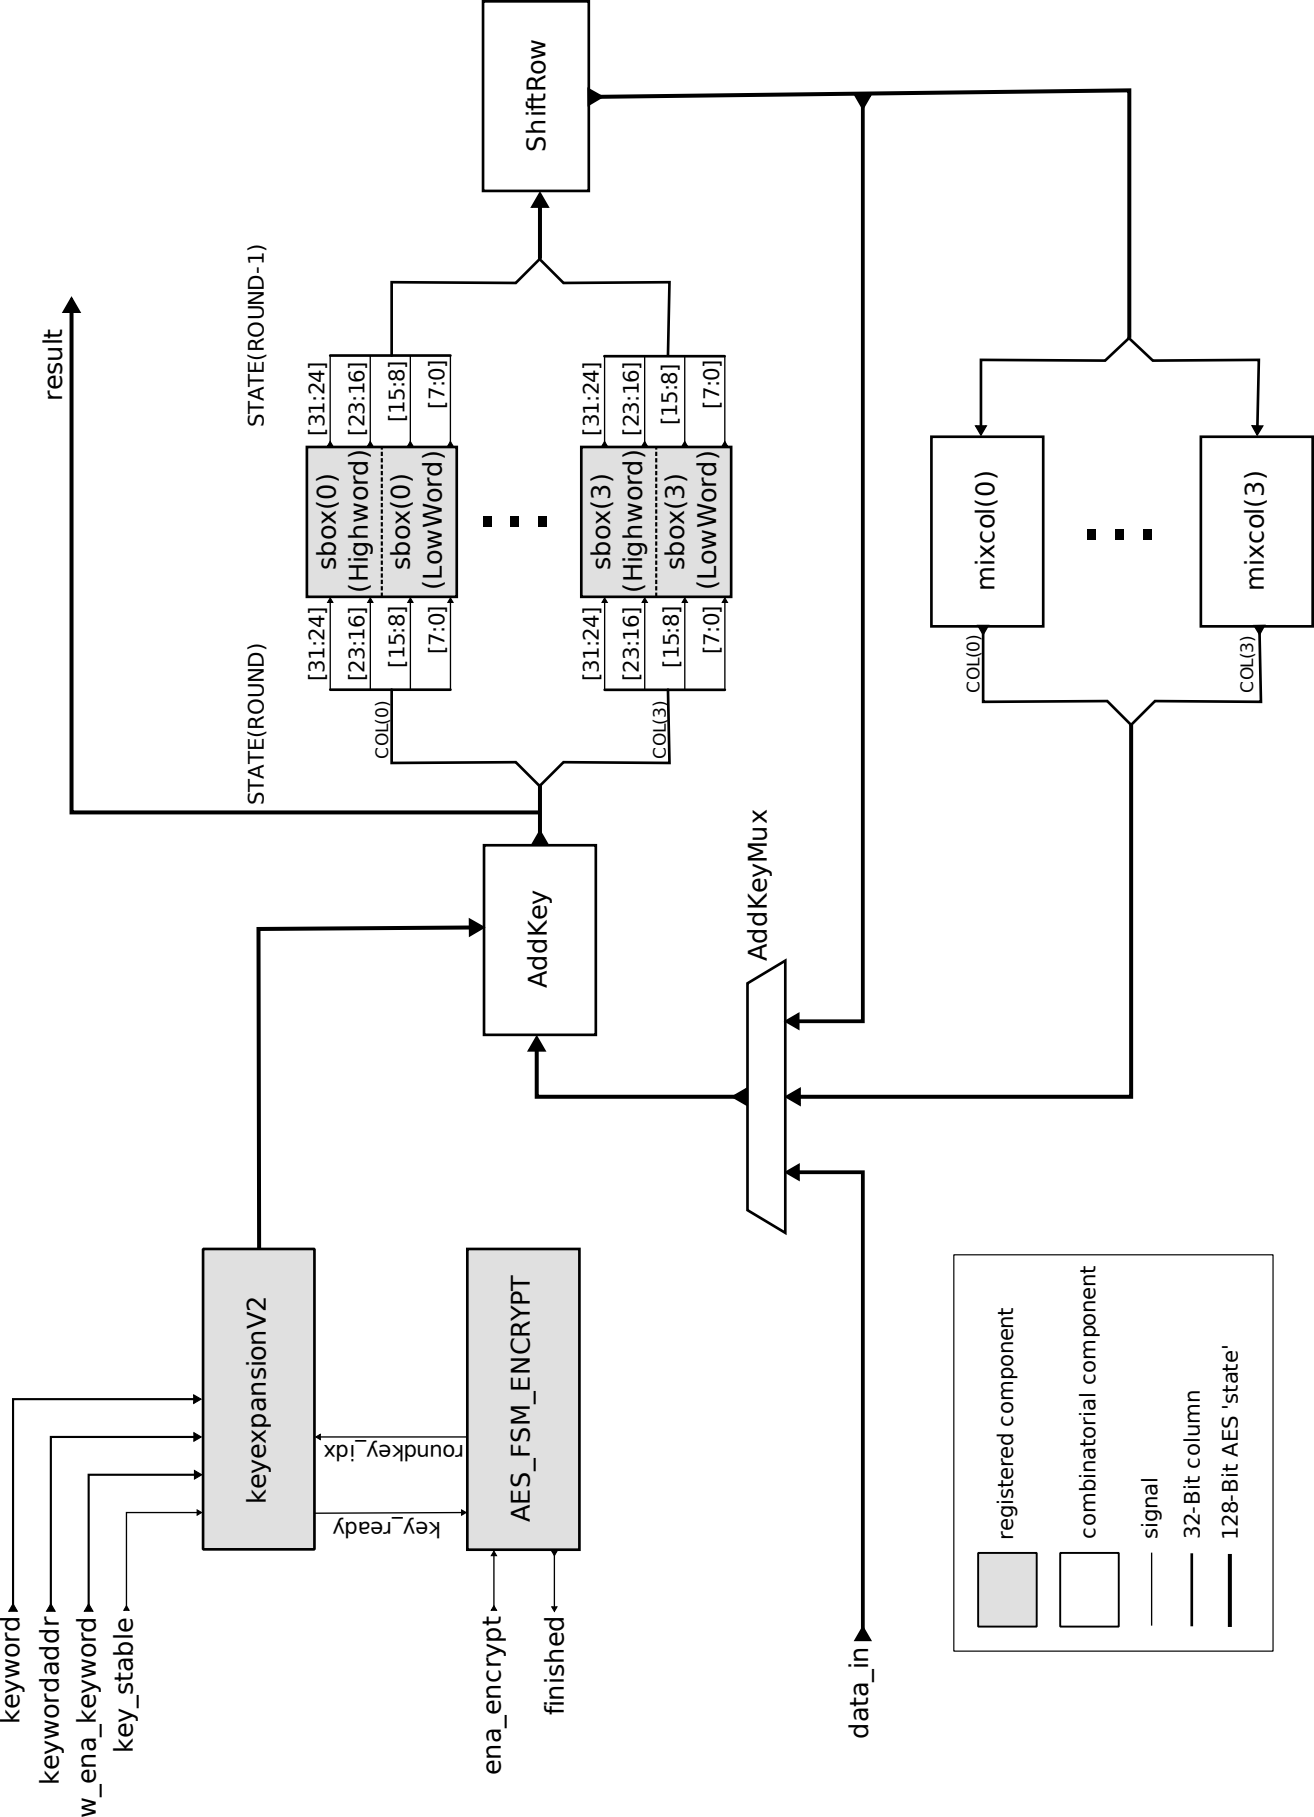 keyword
keywordaddr
w_ena_keyword
key_stable
keyexpansionV2
key_ready
roundkey_idx
ena_encrypt
finished
AES_FSM_ENCRYPT
data_in
AddKeyMux
AddKey
result
STATE(ROUND)
STATE(ROUND-1)
COL(0)
[31:24]
[23:16]
[15:8]
[7:0]
sbox(0)
(Highword)
sbox(0)
(LowWord)
[31:24]
[23:16]
[15:8]
[7:0]
COL(3)
[31:24]
[23:16]
[15:8]
[7:0]
sbox(3)
(Highword)
sbox(3)
(LowWord)
[31:24]
[23:16]
[15:8]
[7:0]
ShiftRow
COL(0)
mixcol(0)
COL(3)
mixcol(3)
registered component
combinatorial component
signal
32-Bit column
128-Bit AES 'state'